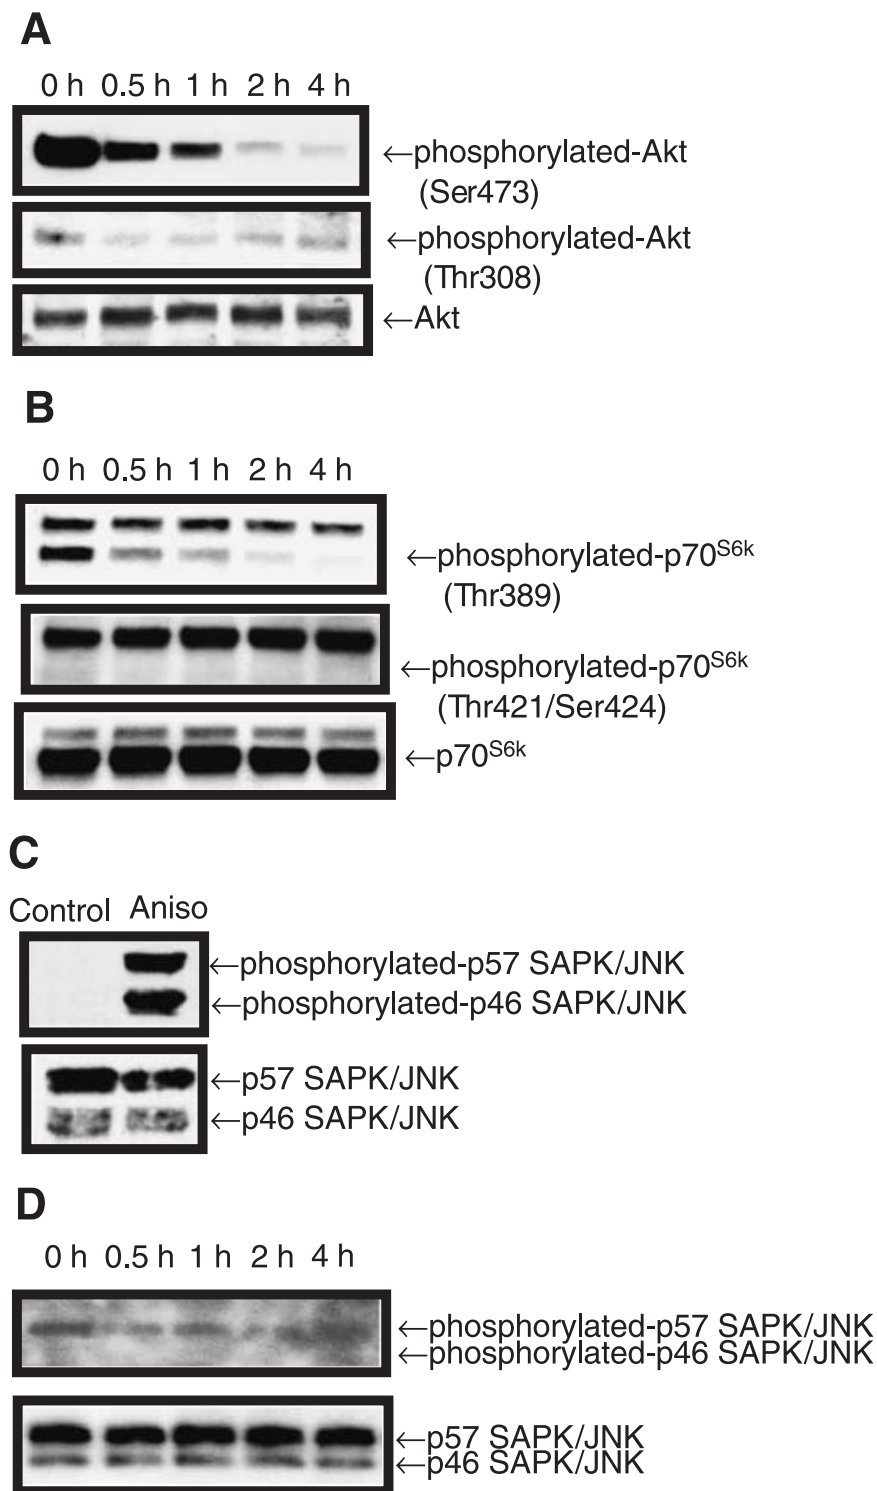 A
0 h 0.5 h 1 h 2 h 4 h
←phosphorylated-Akt
(Ser473)
←phosphorylated-Akt
(Thr308)
←Akt
B
0 h 0.5 h 1 h 2 h 4 h
←phosphorylated-p70S6k
(Thr389)
←phosphorylated-p70S6k
(Thr421/Ser424)
←p70S6k
C
Control Aniso
←phosphorylated-p57 SAPK/JNK
←phosphorylated-p46 SAPK/JNK
←p57 SAPK/JNK
←p46 SAPK/JNK
D
0 h 0.5 h 1 h 2 h 4 h
←phosphorylated-p57 SAPK/JNK
←phosphorylated-p46 SAPK/JNK
←p57 SAPK/JNK
←p46 SAPK/JNK